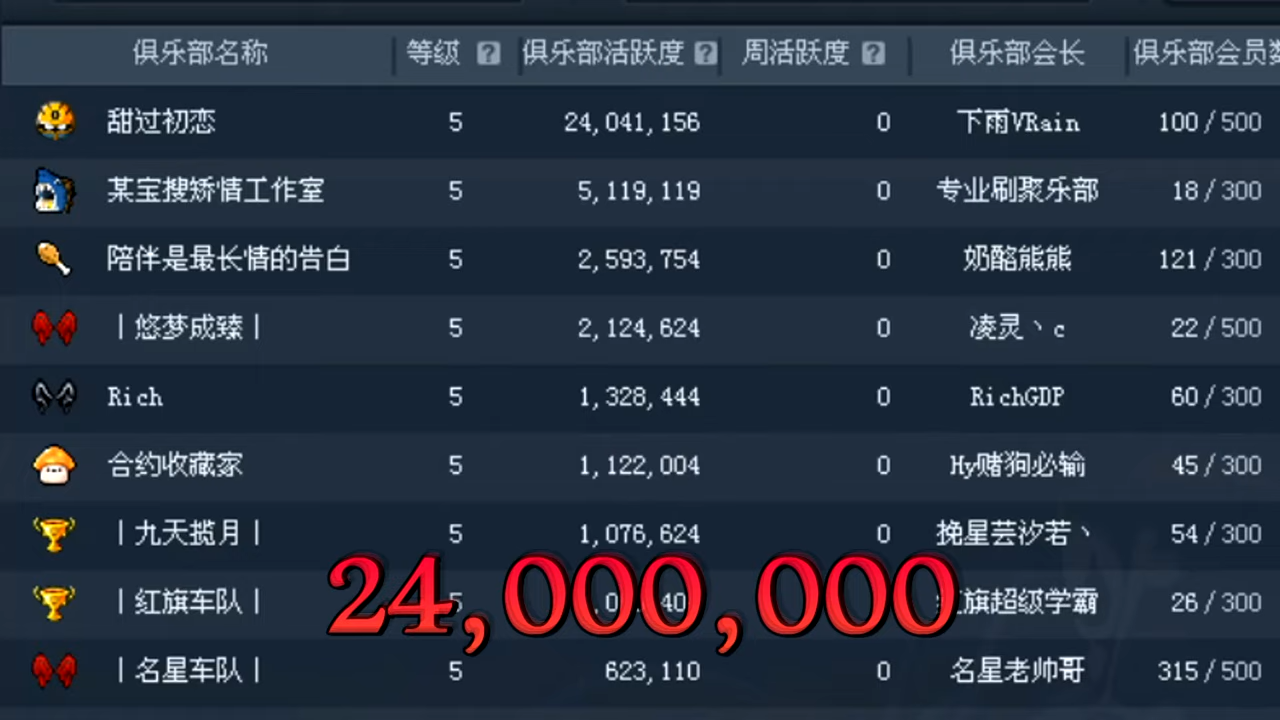 俱乐部名称 等级 ? 俱乐部活跃度 ? 周活跃度 ? 俱乐部会长 俱乐部会员数
甜过初恋 5 24,041,156 0 下雨VRain 100/500
某宝搜矫情工作室 5 5,119,119 0 专业刷聚乐部 18/300
陪伴是最长情的告白 5 2,593,754 0 奶酪熊熊 121/300
丨悠梦成臻丨 5 2,124,624 0 凌灵丶c 22/500
Rich 5 1,328,444 0 RichGDP 60/300
合约收藏家 5 1,122,004 0 Hy赌狗必输 45/300
丨九天揽月丨 5 1,076,624 0 挽星芸汐若丶 54/300
丨红旗车队丨 5 旗超级学霸 26/300
24,000,000
丨名星车队丨 5 623,110 0 名星老帅哥 315/500